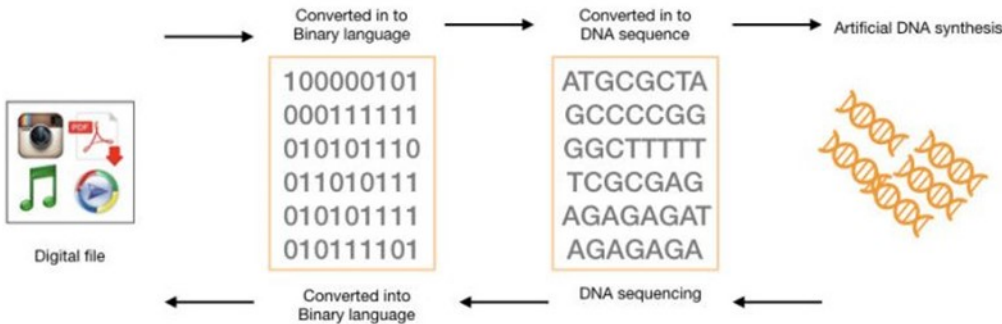 Converted in to
Binary language
Converted in to
DNA sequence
Artificial DNA synthesis
100000101
000111111
010101110
011010111
010101111
010111101
ATGCGCTA
GCCCCGG
GGCTTTTT
TCGCGAG
AGAGAGAT
AGAGAGA
PDF
Digital file
Converted into
Binary language
DNA sequencing